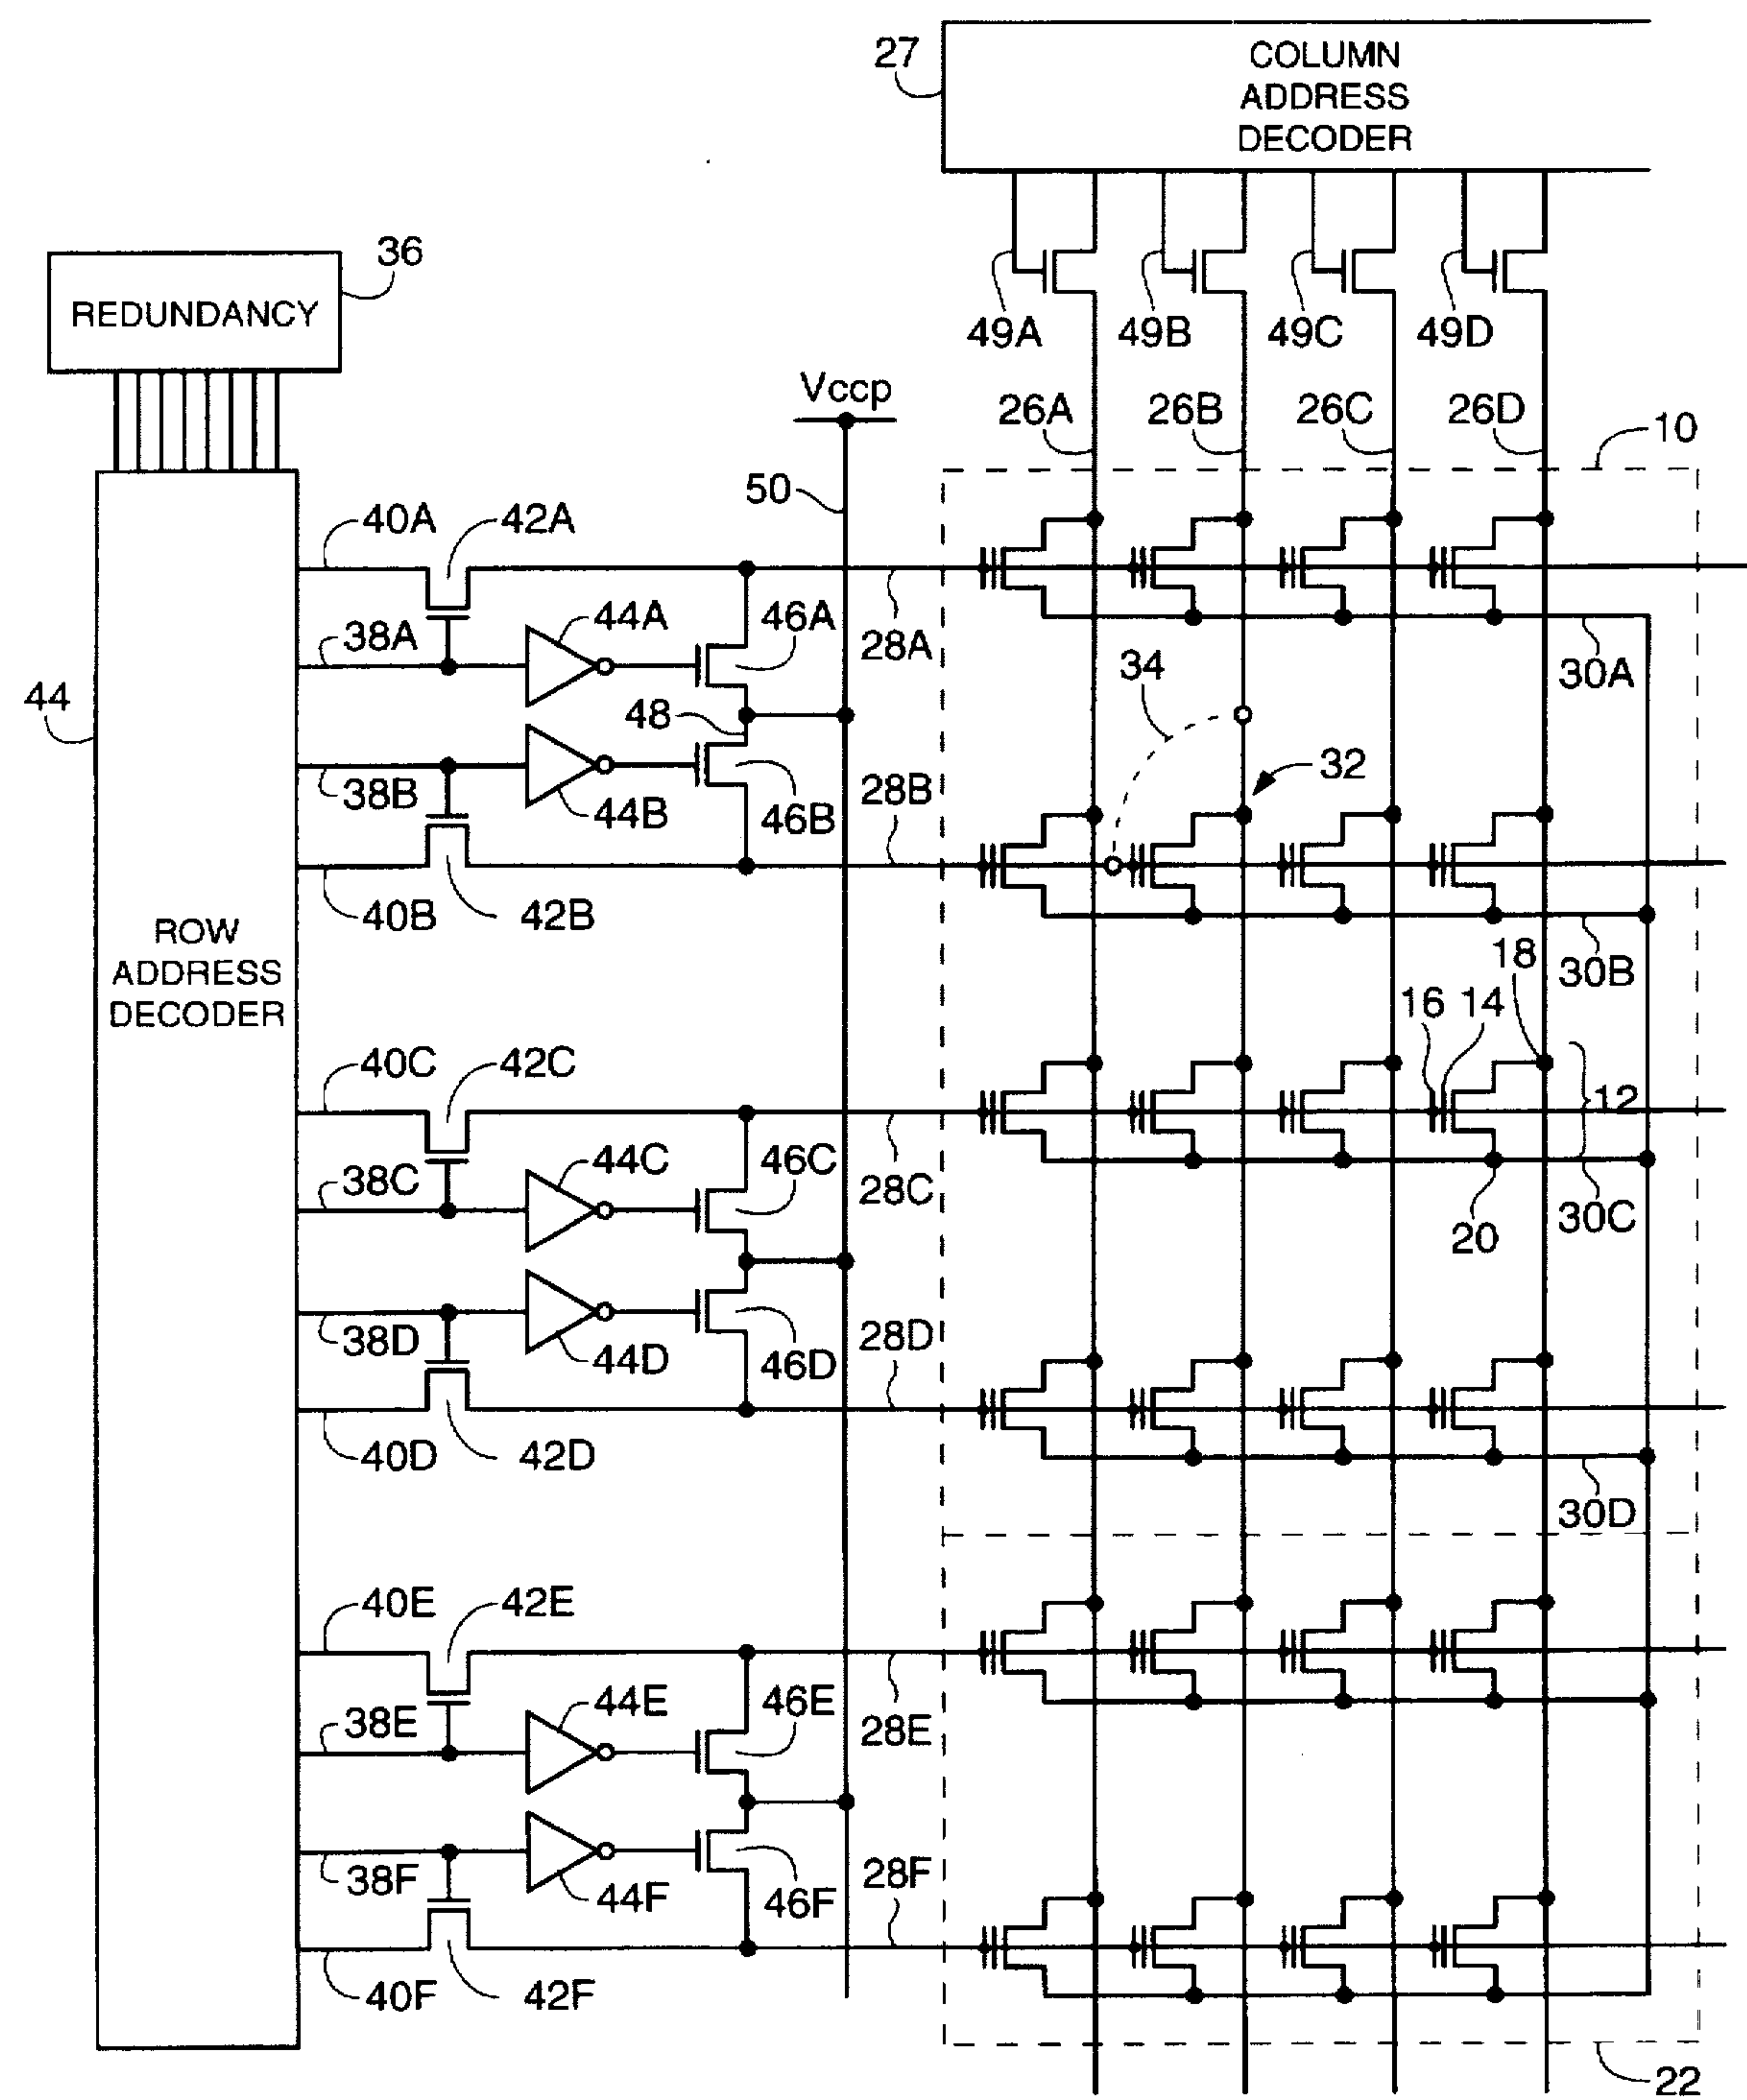 27
COLUMN
ADDRESS
DECODER
36
REDUNDANCY
49A
49B
49C
49D
Vccp
26A
26B
26C
26D
10
50
40A
42A
38A
44A
46A
28A
30A
44
34
48
38B
44B
46B
28B
32
40B
42B
ROW
ADDRESS
DECODER
18
30B
16
14
40C
42C
12
38C
44C
46C
28C
20
30C
38D
44D
46D
28D
40D
42D
30D
40E
42E
38E
44E
46E
28E
38F
44F
46F
28F
40F
42F
22